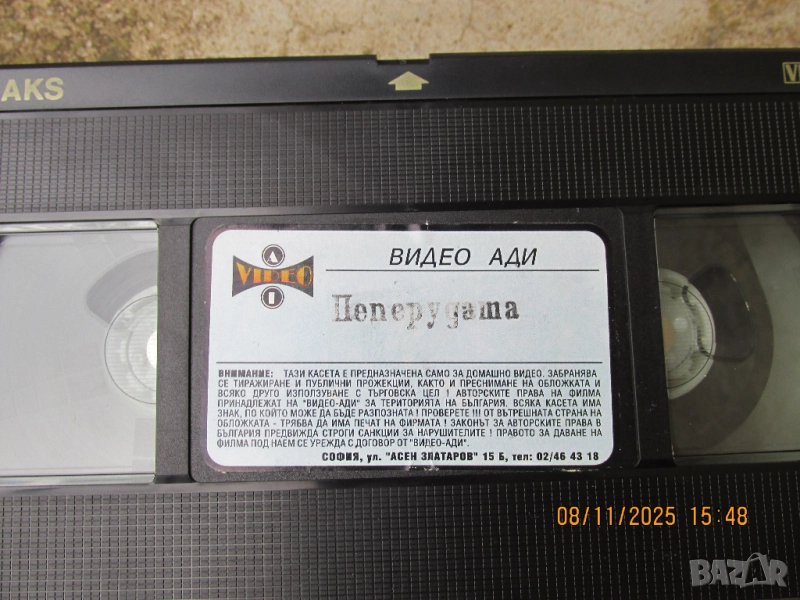 AKS
ВИДЕО АДИ
VIDEO
Пеперудата
ВНИМАНИЕ: ТАЗИ КАСЕТА Е ПРЕДНАЗНАЧЕНА САМО ЗА ДОМАШНО ВИДЕО. ЗАБРАНЯВА
СЕ ТИРАЖИРАНЕ И ПУБЛИЧНИ ПРОЖЕКЦИИ, КАКТО И ПРЕСНИМАНЕ НА ОБЛОЖКАТА И
ВСЯКО ДРУГО ИЗПОЛЗУВАНЕ С ТЪРГОВСКА ЦЕЛ ! АВТОРСКИТЕ ПРАВА НА ФИЛМА
ПРИНАДЛЕЖАТ НА "ВИДЕО-АДИ" ЗА ТЕРИТОРИЯТА НА БЪЛГАРИЯ. ВСЯКА КАСЕТА ИМА
ЗНАК, ПО КОЙТО МОЖЕ ДА БЪДЕ РАЗПОЗНАТА ! ПРОВЕРЕТЕ !!! ОТ ВЪТРЕШНАТА СТРАНА НА
ОБЛОЖКАТА - ТРЯБВА ДА ИМА ПЕЧАТ НА ФИРМАТА ! ЗАКОНЪТ ЗА АВТОРСКИТЕ ПРАВА В
БЪЛГАРИЯ ПРЕДВИЖДА СТРОГИ САНКЦИИ ЗА НАРУШИТЕЛИТЕ ! ПРАВОТО ЗА ДАВАНЕ НА
ФИЛМА ПОД НАЕМ СЕ УРЕЖДА С ДОГОВОР ОТ "ВИДЕО-АДИ".
СОФИЯ, ул. "АСЕН ЗЛАТАРОВ" 15 Б, тел: 02/46 43 18
08/11/2025 15:48
BAZAR